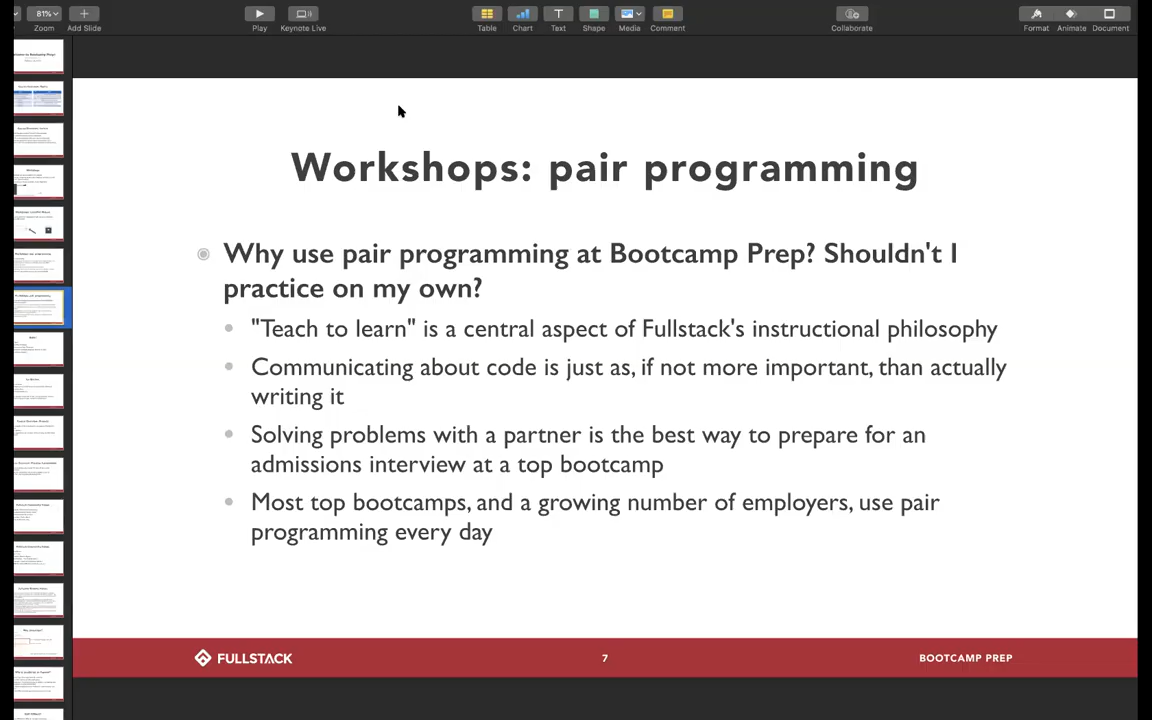 81%
Zoom
Add Slide
Play
Keynote Live
Table
Chart
Text
Shape
Media
Comment
Collaborate
Format
Animate
Document
Workshops: pair programming
Why use pair programming at Bootcamp Prep? Shouldn't I
practice on my own?
"Teach to learn" is a central aspect of Fullstack's instructional philosophy
Communicating about code is just as, if not more important, than actually
writing it
Solving problems with a partner is the best way to prepare for an
admissions interview at a top bootcamp
Most top bootcamps, and a growing number of employers, use pair
programming every day
FULLSTACK
7
BOOTCAMP PREP